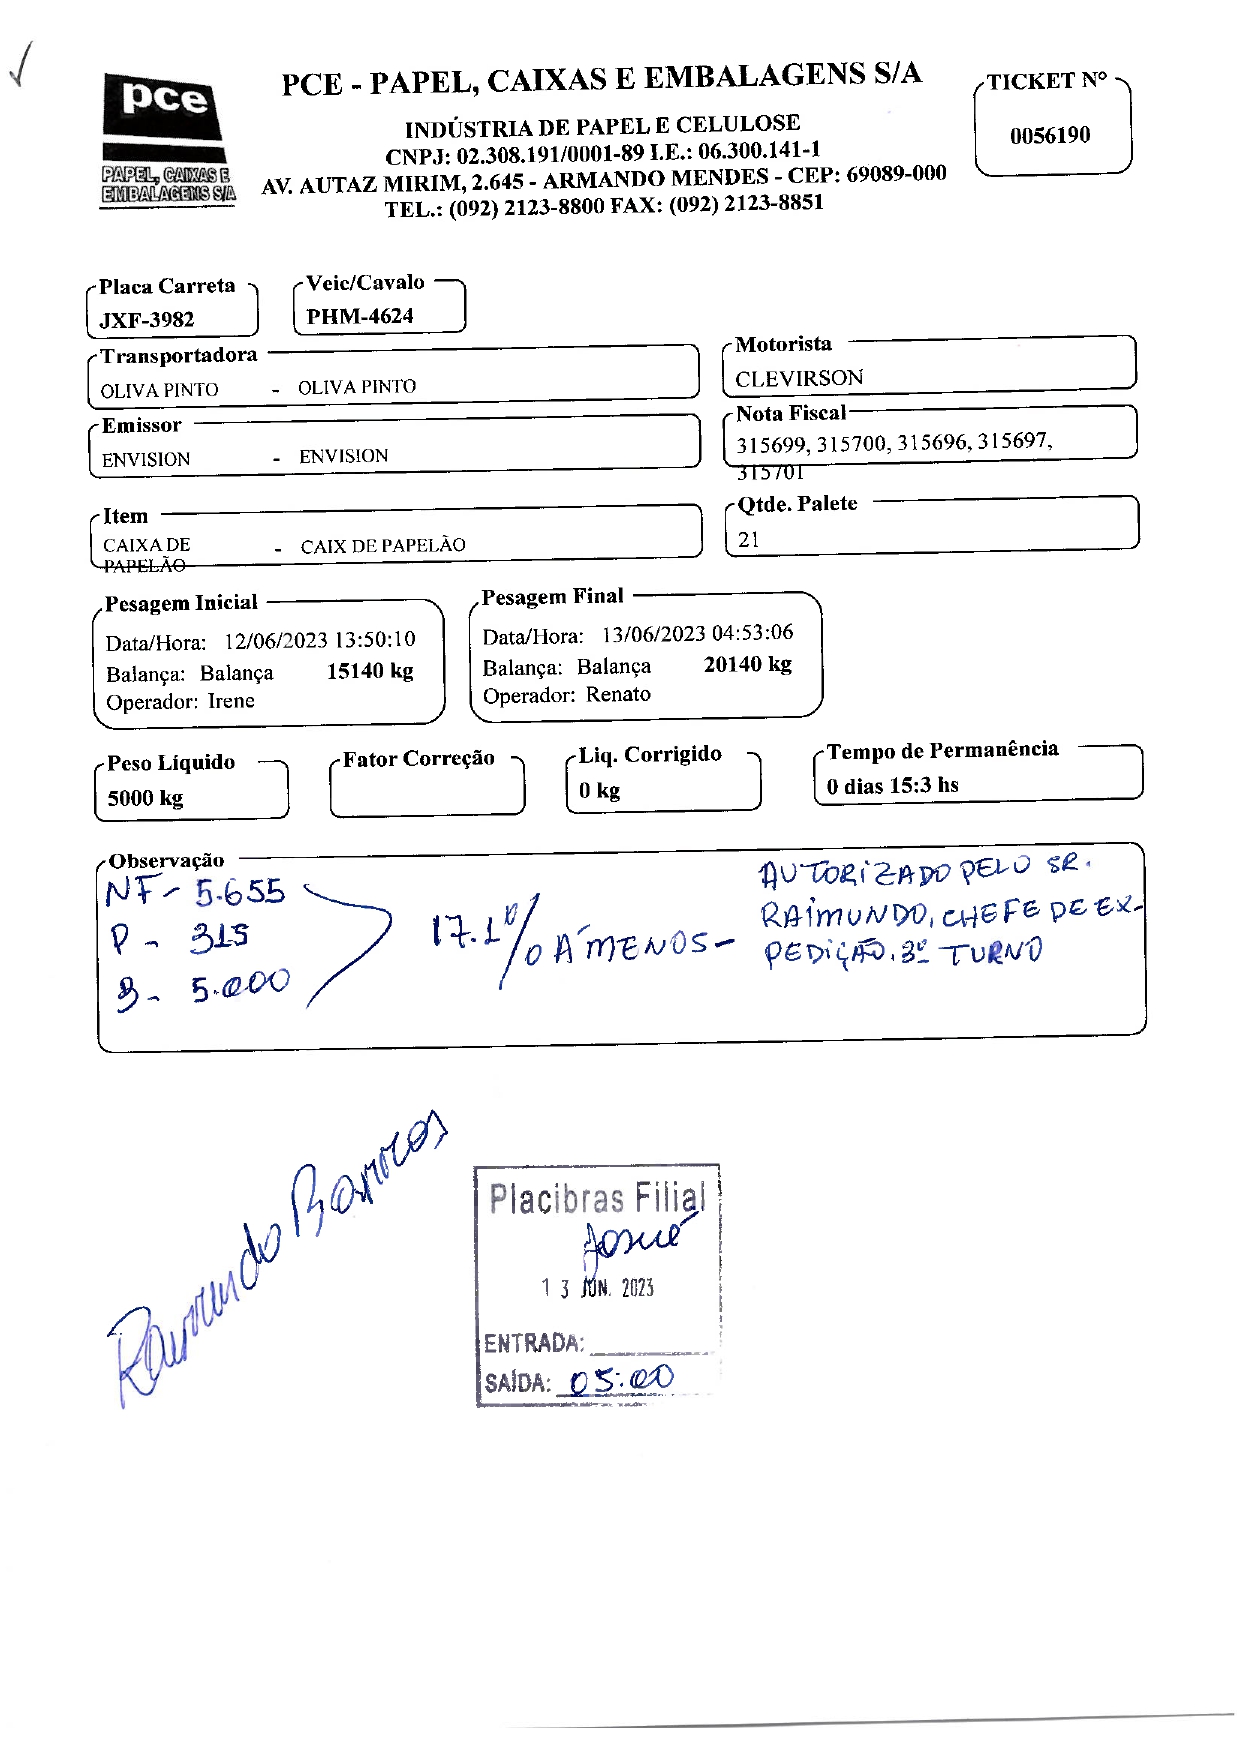 pce
PAPEL, CAIXAS E
EMBALAGENS S/A
PCE - PAPEL, CAIXAS E EMBALAGENS S/A
INDÚSTRIA DE PAPEL E CELULOSE
CNPJ: 02.308.191/0001-89 I.E.: 06.300.141-1
AV. AUTAZ MIRIM, 2.645 - ARMANDO MENDES - CEP: 69089-000
TEL.: (092) 2123-8800 FAX: (092) 2123-8851
TICKET Nº
0056190
Placa Carreta
JXF-3982
Veic/Cavalo
PHM-4624
Transportadora
OLIVA PINTO - OLIVA PINTO
Motorista
CLEVIRSON
Emissor
ENVISION - ENVISION
Nota Fiscal
315699, 315700, 315696, 315697,
315701
Item
CAIXA DE - CAIX DE PAPELÃO
PAPELÃO
Qtde. Palete
21
Pesagem Inicial
Data/Hora: 12/06/2023 13:50:10
Balança: Balança 15140 kg
Operador: Irene
Pesagem Final
Data/Hora: 13/06/2023 04:53:06
Balança: Balança 20140 kg
Operador: Renato
Peso Líquido
5000 kg
Fator Correção
Liq. Corrigido
0 kg
Tempo de Permanência
0 dias 15:3 hs
Observação
NF - 5.655
P - 315
B - 5.000
17.1% A MENOS -
AUTORIZADO PELO SR.
RAIMUNDO, CHEFE DE EX-
PEDIÇÃO. 3º TURNO
Raimundo Barros
Placibras Filial
Josué
13 JUN. 2023
ENTRADA:
SAÍDA: 05:00